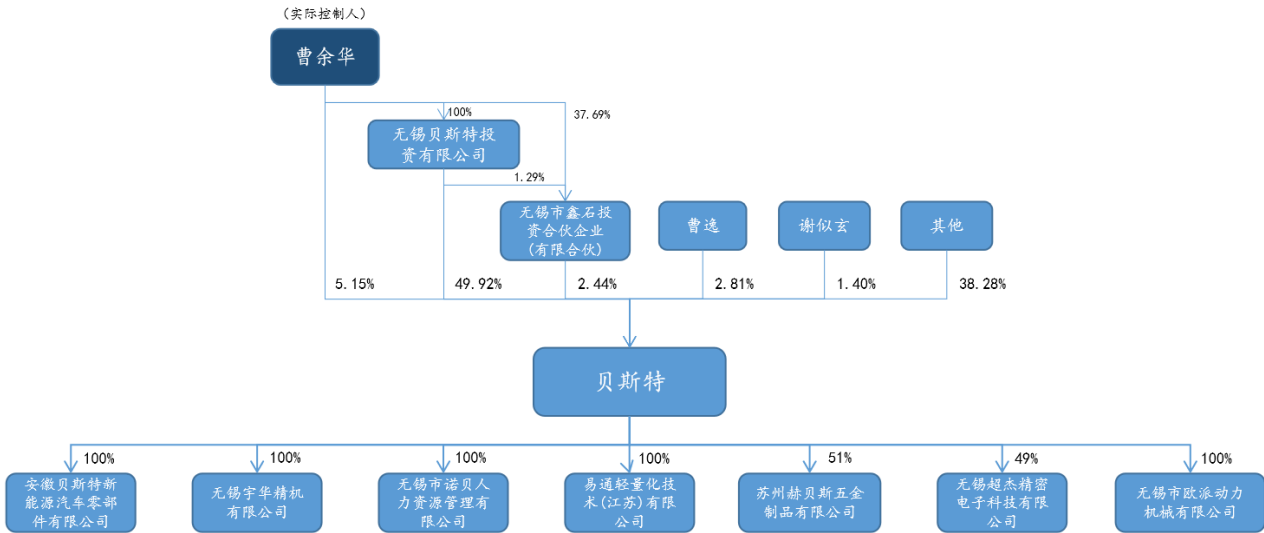 (实际控制人)
曹余华
100%
37.69%
无锡贝斯特投
资有限公司
1.29%
无锡市鑫石投
资合伙企业
(有限合伙)
曹逸
谢似玄
其他
5.15%
49.92%
2.44%
2.81%
1.40%
38.28%
贝斯特
100%
100%
100%
100%
51%
49%
100%
安徽贝斯特新
能源汽车零部
件有限公司
无锡宇华精机
有限公司
无锡市诺贝人
力资源管理有
限公司
易通轻量化技
术(江苏)有限
公司
苏州赫贝斯五金
制品有限公司
无锡超杰精密
电子科技有限
公司
无锡市欧派动力
机械有限公司